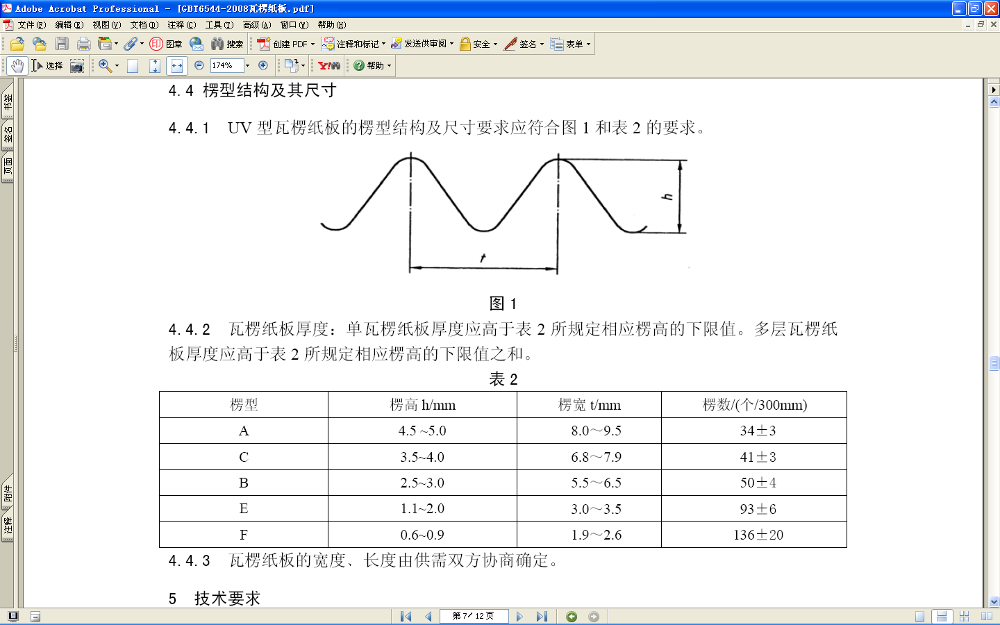 Adobe Acrobat Professional - [GBT6544-2008瓦楞纸板.pdf]
文件(F) 编辑(E) 视图(V) 文档(D) 注释(C) 工具(T) 高级(A) 窗口(W) 帮助(H)
图章 搜索 创建 PDF 注释和标记 发送供审阅 安全 签名 表单
选择 174% Y! 帮助
书签
签名
页面
附件
注释
4.4 楞型结构及其尺寸
4.4.1 UV 型瓦楞纸板的楞型结构及尺寸要求应符合图 1 和表 2 的要求。
h
t
图 1
4.4.2 瓦楞纸板厚度：单瓦楞纸板厚度应高于表 2 所规定相应楞高的下限值。多层瓦楞纸
板厚度应高于表 2 所规定相应楞高的下限值之和。
表 2
楞型 楞高 h/mm 楞宽 t/mm 楞数/(个/300mm)
A 4.5 ~5.0 8.0～9.5 34±3
C 3.5~4.0 6.8～7.9 41±3
B 2.5~3.0 5.5～6.5 50±4
E 1.1~2.0 3.0～3.5 93±6
F 0.6~0.9 1.9～2.6 136±20
4.4.3 瓦楞纸板的宽度、长度由供需双方协商确定。
5 技术要求
第 7/ 12 页